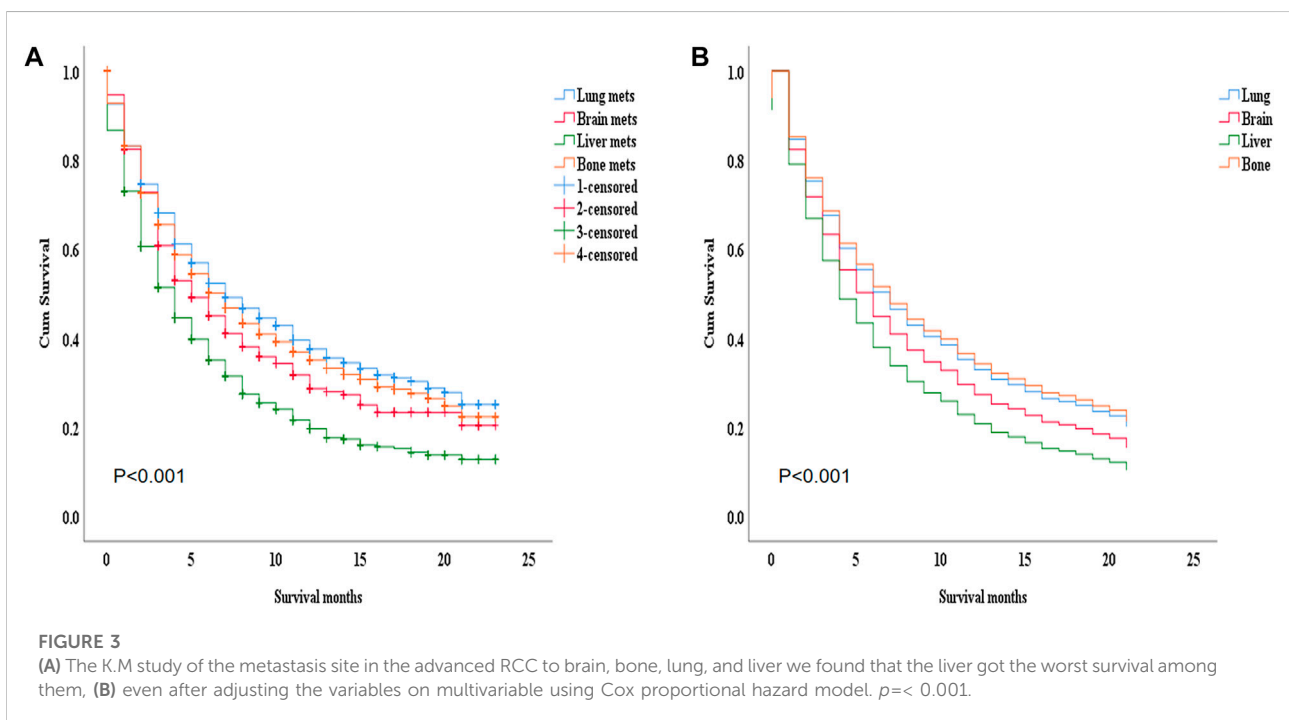 A
1.0
0.8
0.6
0.4
0.2
0.0
Cum Survival
0 5 10 15 20 25
Survival months
P<0.001
Lung mets
Brain mets
Liver mets
Bone mets
1-censored
2-censored
3-censored
4-censored
B
1.0
0.8
0.6
0.4
0.2
0.0
Cum Survival
0 5 10 15 20 25
Survival months
P<0.001
Lung
Brain
Liver
Bone
FIGURE 3
(A) The K.M study of the metastasis site in the advanced RCC to brain, bone, lung, and liver we found that the liver got the worst survival among
them, (B) even after adjusting the variables on multivariable using Cox proportional hazard model. p=< 0.001.